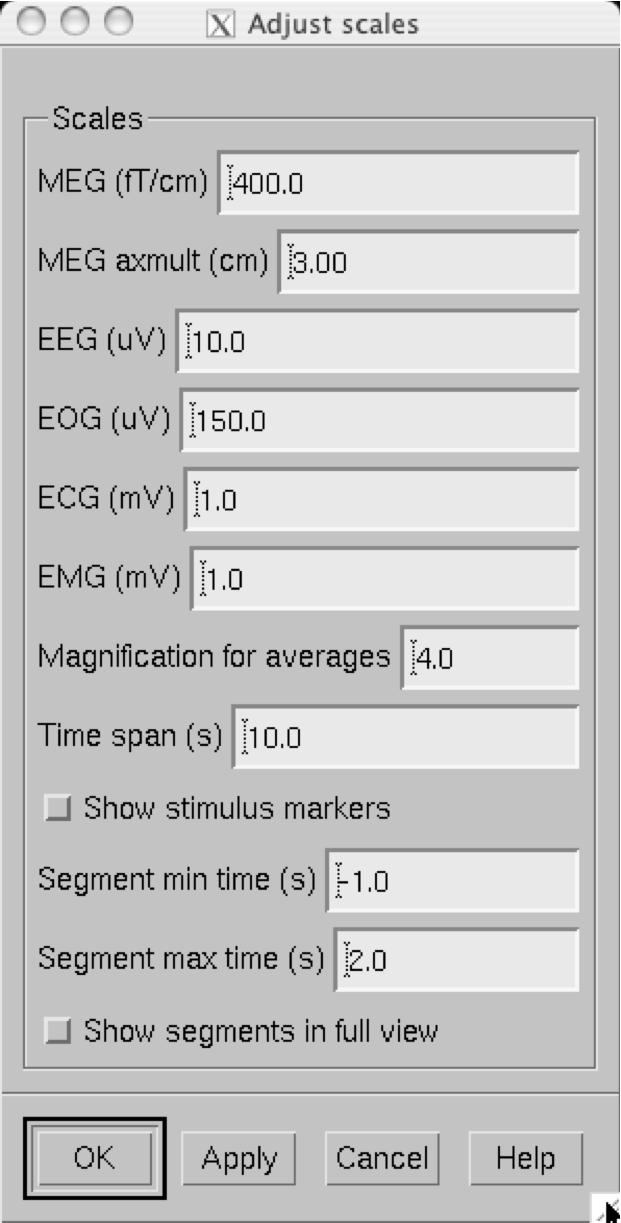 Adjust scales
Scales
MEG (fT/cm) 400.0
MEG axmult (cm) 3.00
EEG (uV) 10.0
EOG (uV) 150.0
ECG (mV) 1.0
EMG (mV) 1.0
Magnification for averages 4.0
Time span (s) 10.0
Show stimulus markers
Segment min time (s) -1.0
Segment max time (s) 2.0
Show segments in full view
OK Apply Cancel Help